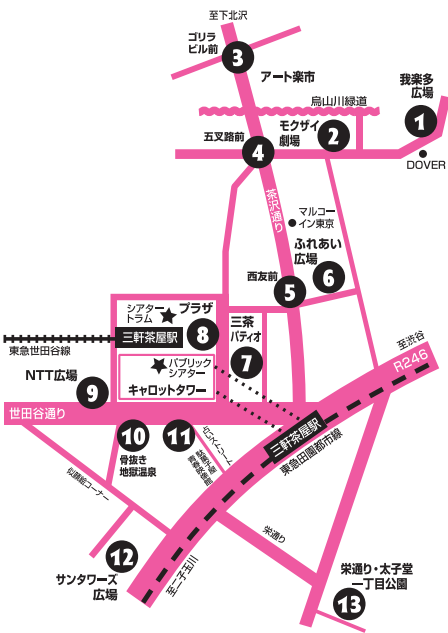 至下北沢
ゴリラ
ビル前
3
アート楽市
我楽多
広場
1
烏山川緑道
モクザイ
劇場
2
五叉路前
4
DOVER
茶沢通り
マルコー
イン東京
ふれあい
広場
6
西友前
5
シアター
トラム
プラザ
8
三軒茶屋駅
東急世田谷線
三茶
パティオ
7
パブリック
シアター
キャロットタワー
至渋谷
R246
NTT広場
9
世田谷通り
10
骨抜き
地獄温泉
11
三軒茶屋駅
東急田園都市線
似顔絵コーナー
栄通り
12
サンタワーズ
広場
至二子玉川
栄通り・太子堂
一丁目公園
13